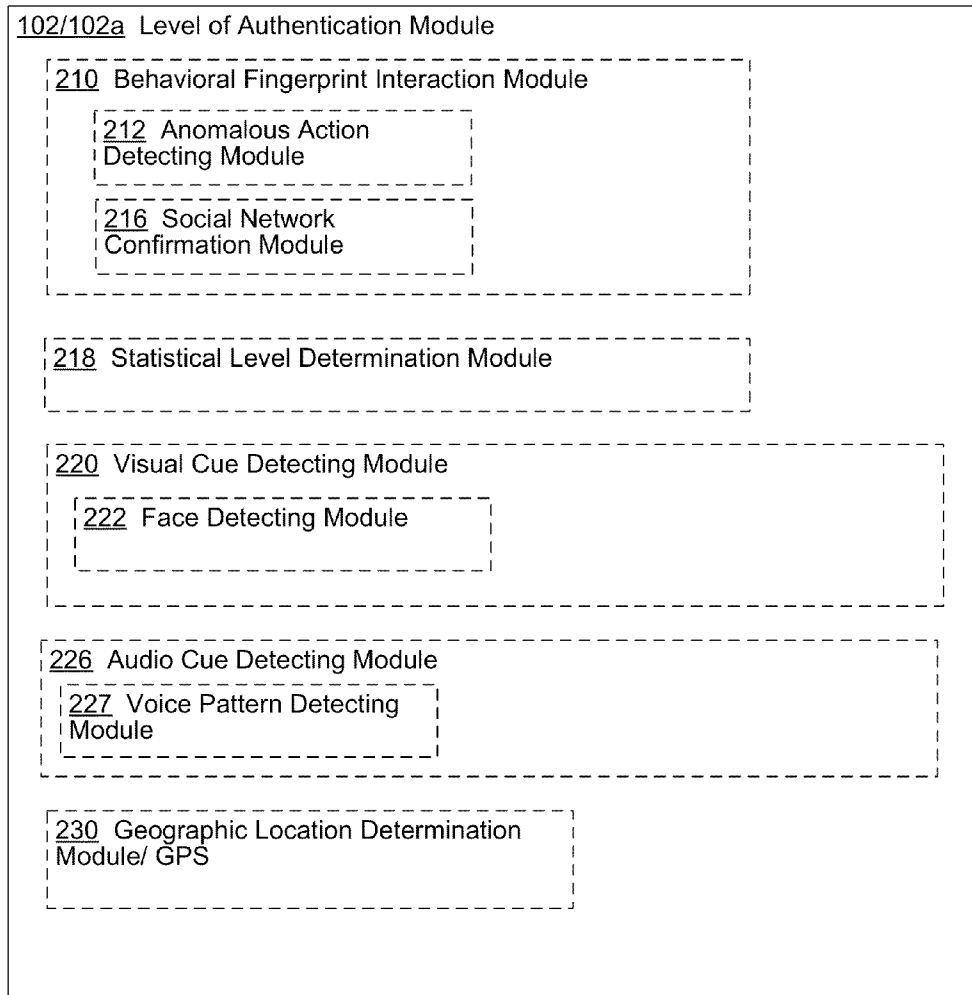 102/102a Level of Authentication Module
210 Behavioral Fingerprint Interaction Module
212 Anomalous Action
Detecting Module
216 Social Network
Confirmation Module
218 Statistical Level Determination Module
220 Visual Cue Detecting Module
222 Face Detecting Module
226 Audio Cue Detecting Module
227 Voice Pattern Detecting
Module
230 Geographic Location Determination
Module/ GPS